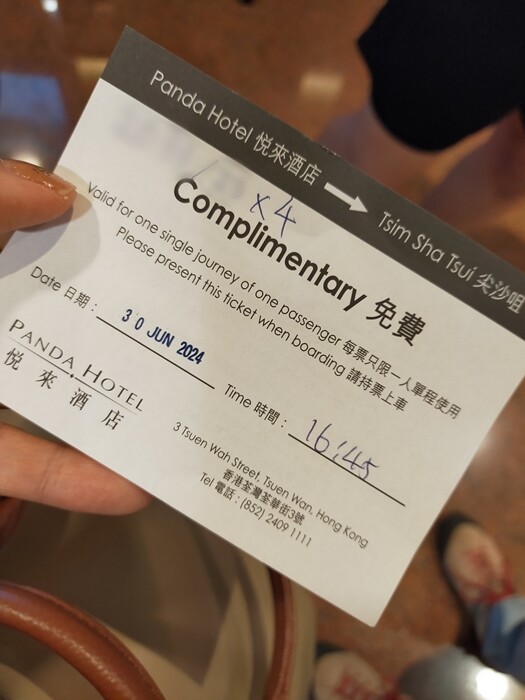 Panda Hotel 悅來酒店 → Tsim Sha Tsui 尖沙咀
x4
Complimentary 免費
Valid for one single journey of one passenger 每票只限一人單程使用
Please present this ticket when boarding 請持票上車
Date 日期 : 30 JUN 2024 Time 時間 : 16:45
PANDA HOTEL
悅來酒店
3 Tsuen Wah Street, Tsuen Wan, Hong Kong
香港荃灣荃華街3號
Tel 電話 : (852) 2409 1111